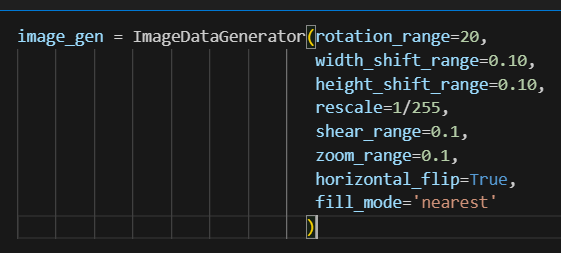 image_gen = ImageDataGenerator(rotation_range=20,
width_shift_range=0.10,
height_shift_range=0.10,
rescale=1/255,
shear_range=0.1,
zoom_range=0.1,
horizontal_flip=True,
fill_mode='nearest'
)